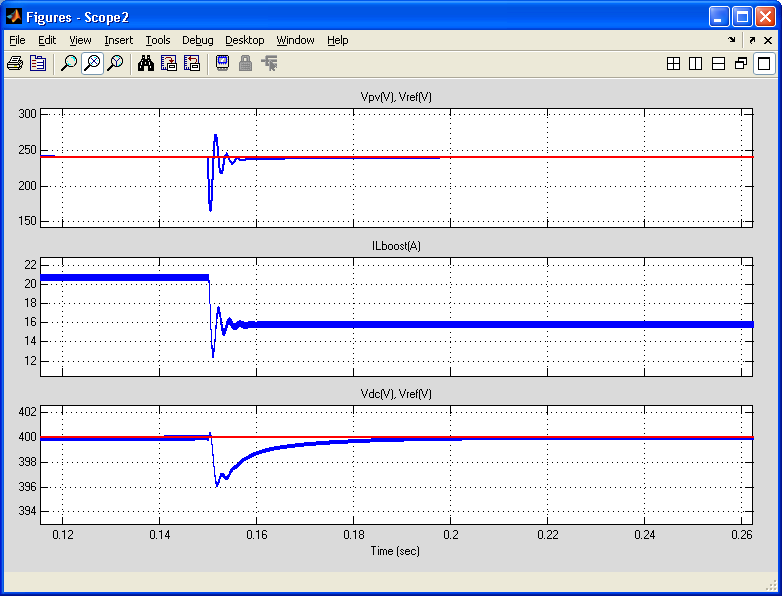 Figures - Scope2
File Edit View Insert Tools Debug Desktop Window Help
Vpv(V), Vref(V)
300
250
200
150
ILboost(A)
22
20
18
16
14
12
Vdc(V), Vref(V)
402
400
398
396
394
0.12 0.14 0.16 0.18 0.2 0.22 0.24 0.26
Time (sec)